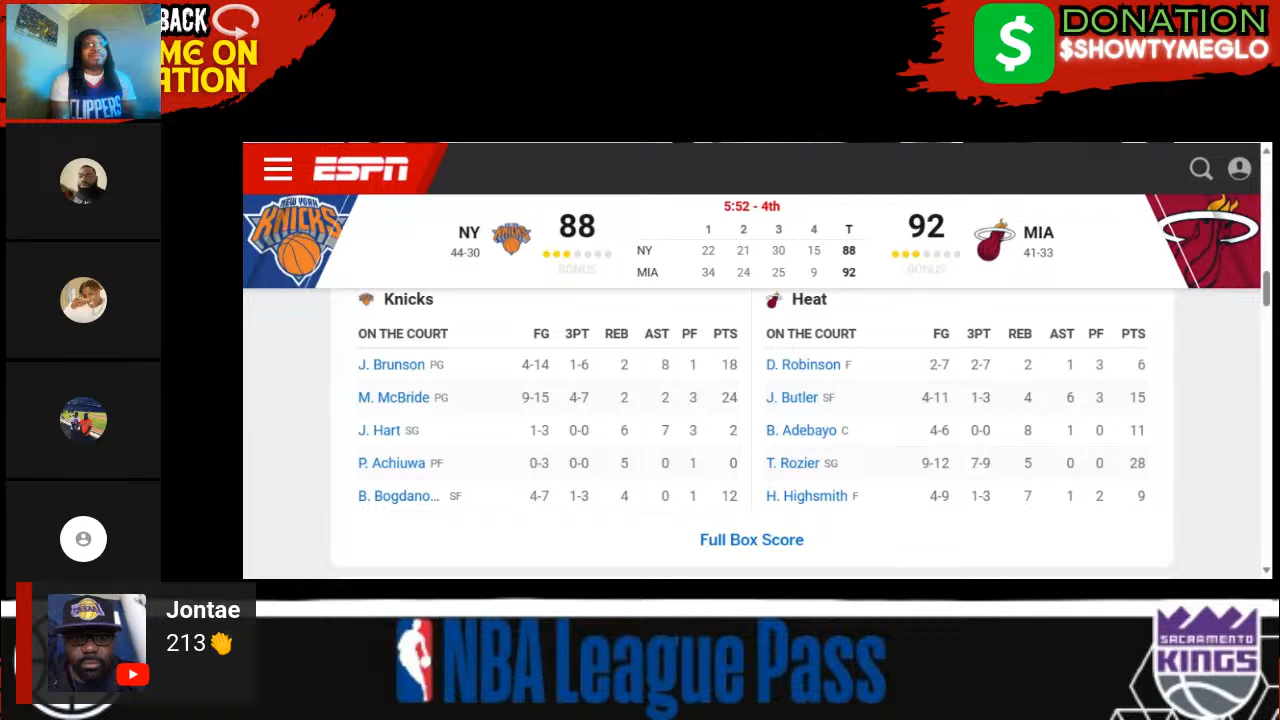 BACK
ME ON
ATION
CLIPPERS
DONATION
$SHOWTYMEGLO
ESPN
NEW YORK
KNICKS
NY
44-30
88
BONUS
5:52 - 4th
1 2 3 4 T
NY 22 21 30 15 88
MIA 34 24 25 9 92
92
BONUS
MIA
41-33
Knicks
ON THE COURT FG 3PT REB AST PF PTS
J. Brunson PG 4-14 1-6 2 8 1 18
M. McBride PG 9-15 4-7 2 2 3 24
J. Hart SG 1-3 0-0 6 7 3 2
P. Achiuwa PF 0-3 0-0 5 0 1 0
B. Bogdano... SF 4-7 1-3 4 0 1 12
Heat
ON THE COURT FG 3PT REB AST PF PTS
D. Robinson F 2-7 2-7 2 1 3 6
J. Butler SF 4-11 1-3 4 6 3 15
B. Adebayo C 4-6 0-0 8 1 0 11
T. Rozier SG 9-12 7-9 5 0 0 28
H. Highsmith F 4-9 1-3 7 1 2 9
Full Box Score
Jontae
213👏
NBA League Pass
SACRAMENTO
KINGS